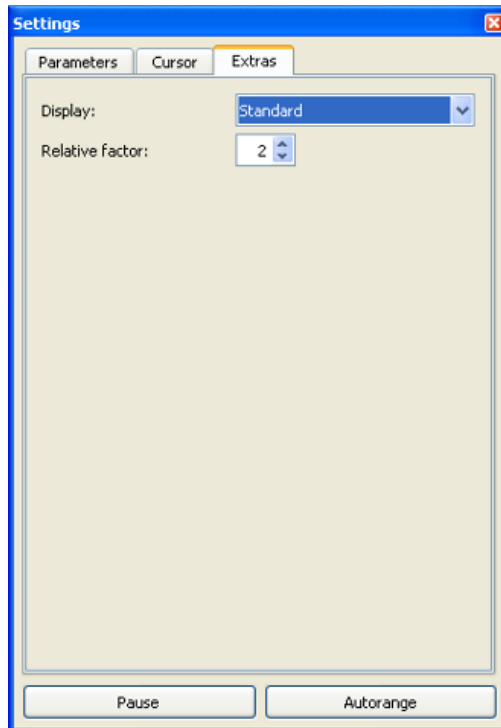 Settings
Parameters Cursor Extras
Display: Standard
Relative factor: 2
Pause Autorange